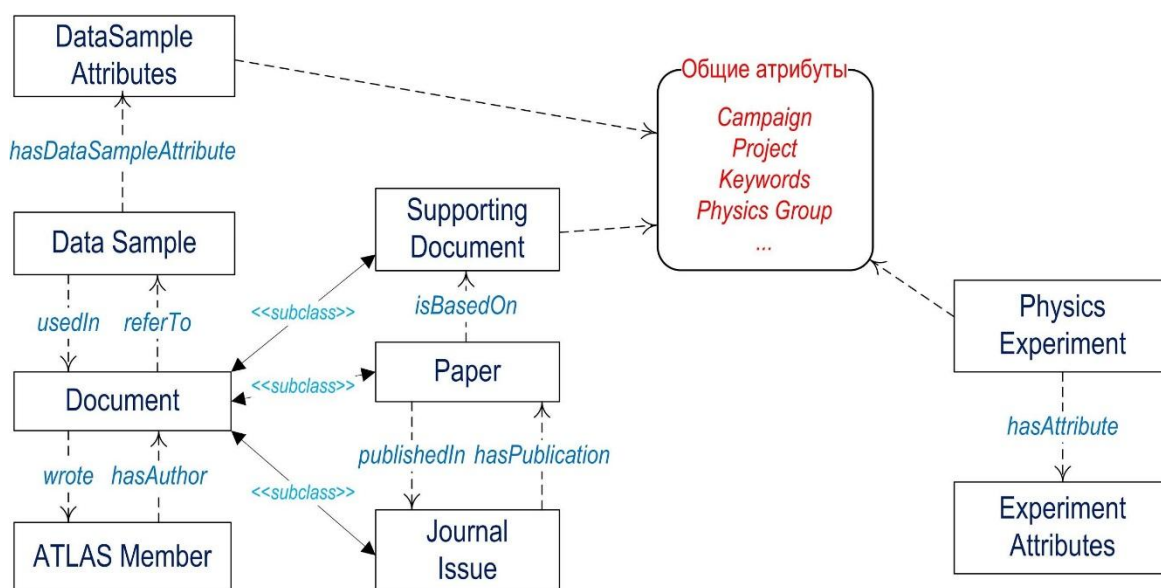 DataSample
Attributes
Общие атрибуты
Campaign
Project
Keywords
Physics Group
...
hasDataSampleAttribute
Data Sample
Supporting
Document
usedIn
referTo
<<subclass>>
isBasedOn
Physics
Experiment
Document
<<subclass>>
Paper
wrote
hasAuthor
<<subclass>>
publishedIn
hasPublication
hasAttribute
ATLAS Member
Journal
Issue
Experiment
Attributes